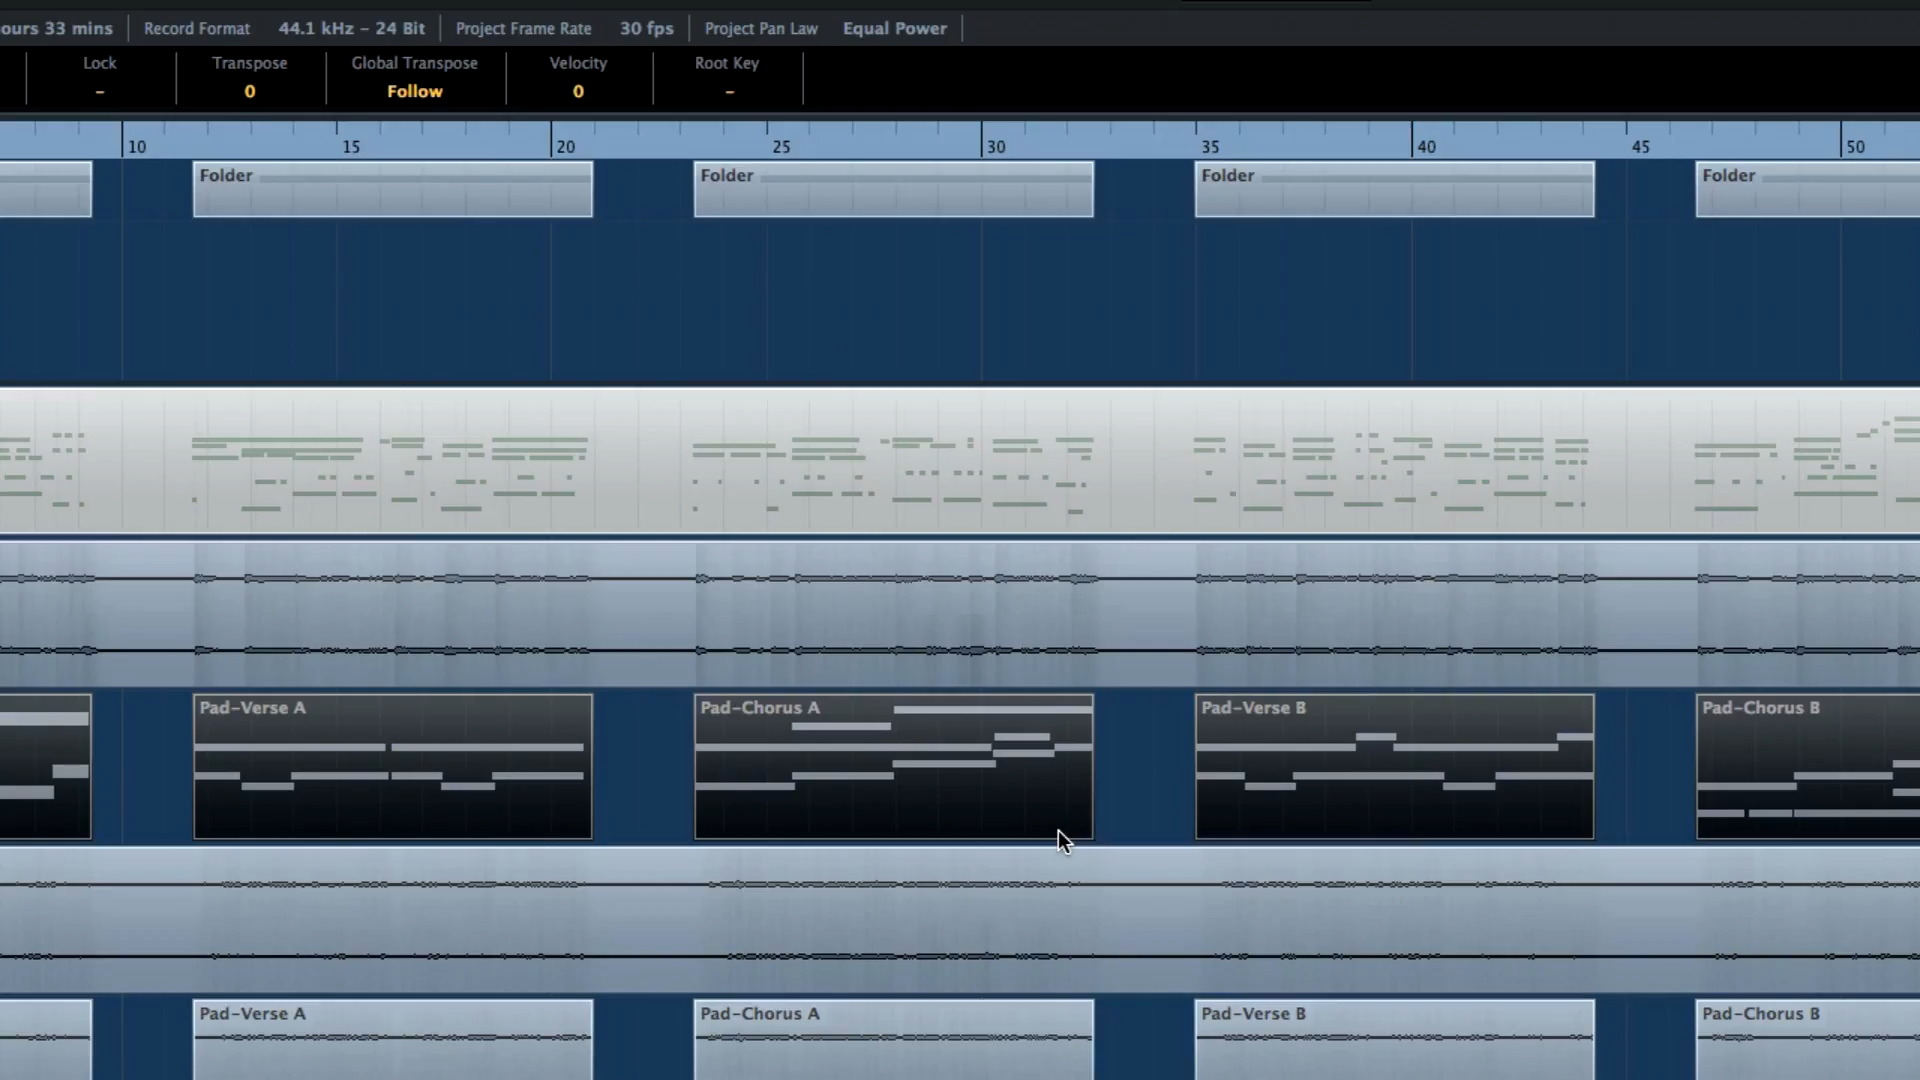 ours 33 mins Record Format 44.1 kHz – 24 Bit Project Frame Rate 30 fps Project Pan Law Equal Power
Lock Transpose Global Transpose Velocity Root Key
– 0 Follow 0 –
10 15 20 25 30 35 40 45 50
Folder Folder Folder Folder
Pad-Verse A Pad-Chorus A Pad-Verse B Pad-Chorus B
Pad-Verse A Pad-Chorus A Pad-Verse B Pad-Chorus B